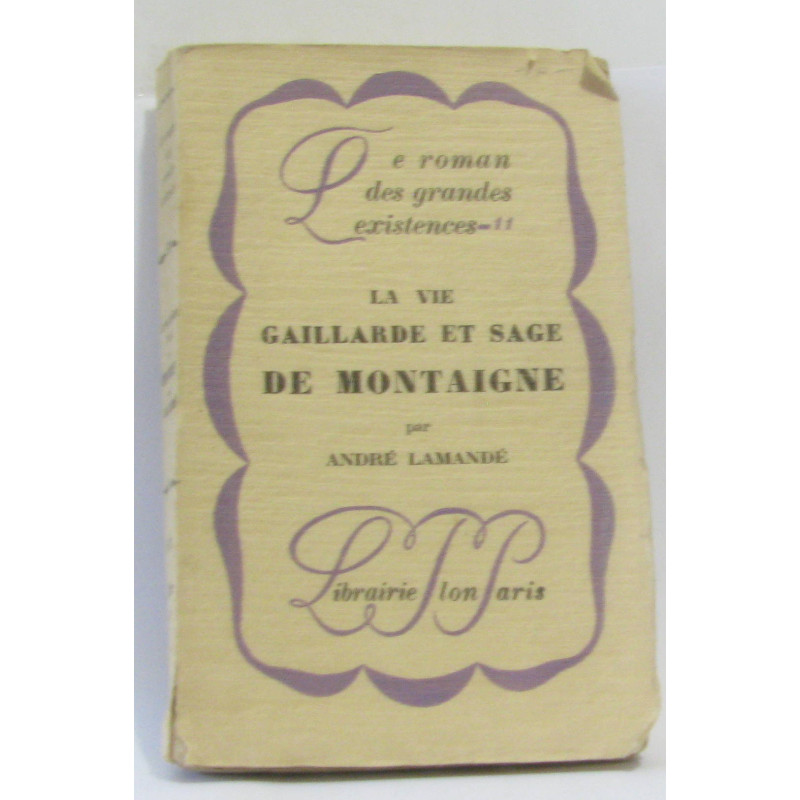 Le roman
des grandes
existences-11
LA VIE
GAILLARDE ET SAGE
DE MONTAIGNE
par
ANDRÉ LAMANDÉ
Librairie Plon Paris